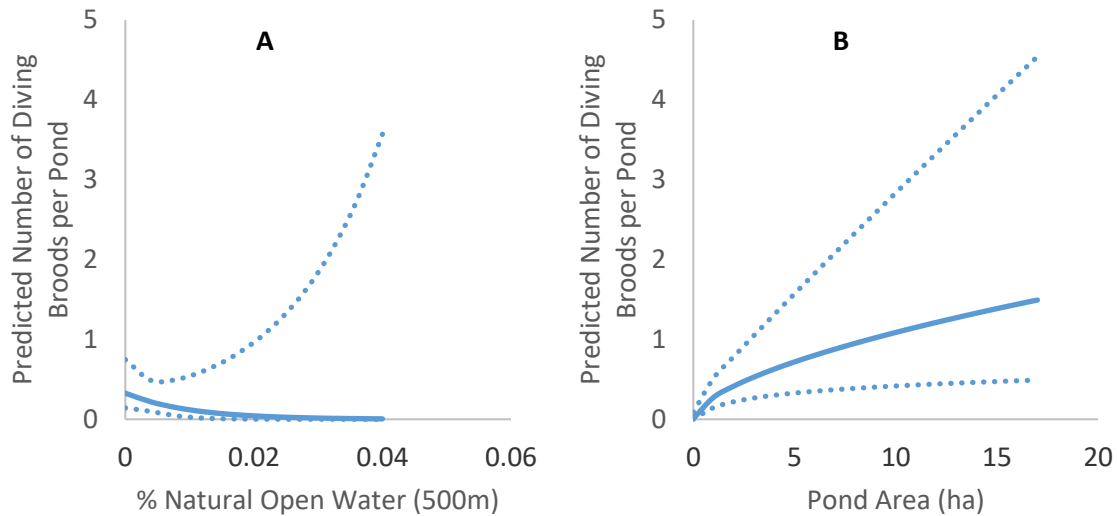 A
Predicted Number of Diving
Broods per Pond
5
4
3
2
1
0
0
0.02
0.04
0.06
% Natural Open Water (500m)
B
Predicted Number of Diving
Broods per Pond
5
4
3
2
1
0
0
5
10
15
20
Pond Area (ha)